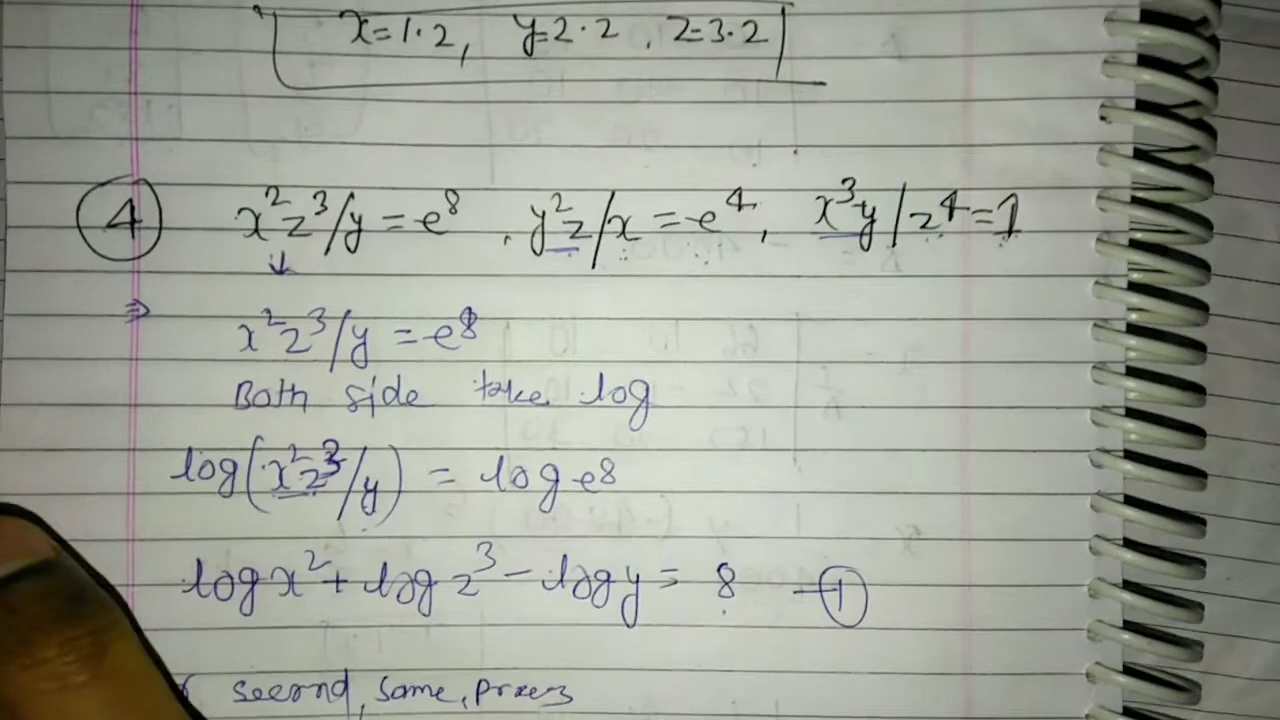 x=1.2, y=2.2, z=3.2
4 x²z³/y = e⁸, y²z/x = e⁴, x³y/z⁴ = 1
⇒ x²z³/y = e⁸
Both side take log
log(x²z³/y) = log e⁸
log x² + log z³ - log y = 8 — 1
second, same, proces